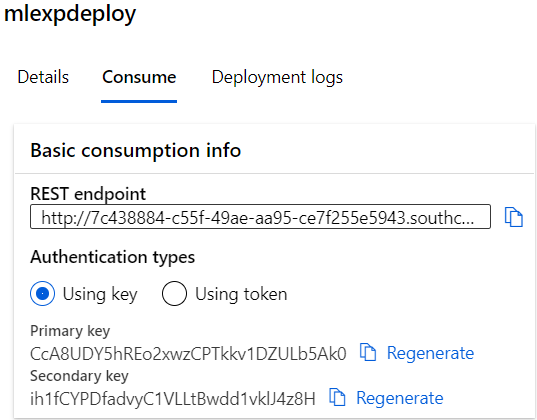 mlexpdeploy
Details Consume Deployment logs
Basic consumption info
REST endpoint
http://7c438884-c55f-49ae-aa95-ce7f255e5943.southc...
Authentication types
Using key Using token
Primary key
CcA8UDY5hREo2xwzCPTkkv1DZULb5Ak0 Regenerate
Secondary key
ih1fCYPDfadvyC1VLLtBwdd1vklJ4z8H Regenerate